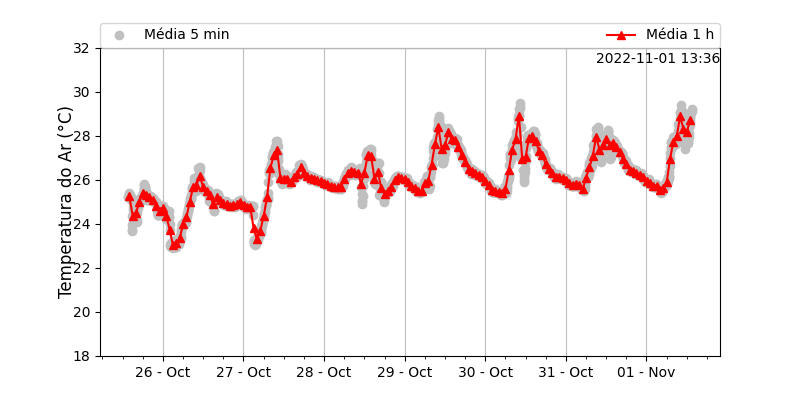 Média 5 min
Média 1 h
2022-11-01 13:36
Temperatura do Ar (°C)
32
30
28
26
24
22
20
18
26 - Oct
27 - Oct
28 - Oct
29 - Oct
30 - Oct
31 - Oct
01 - Nov